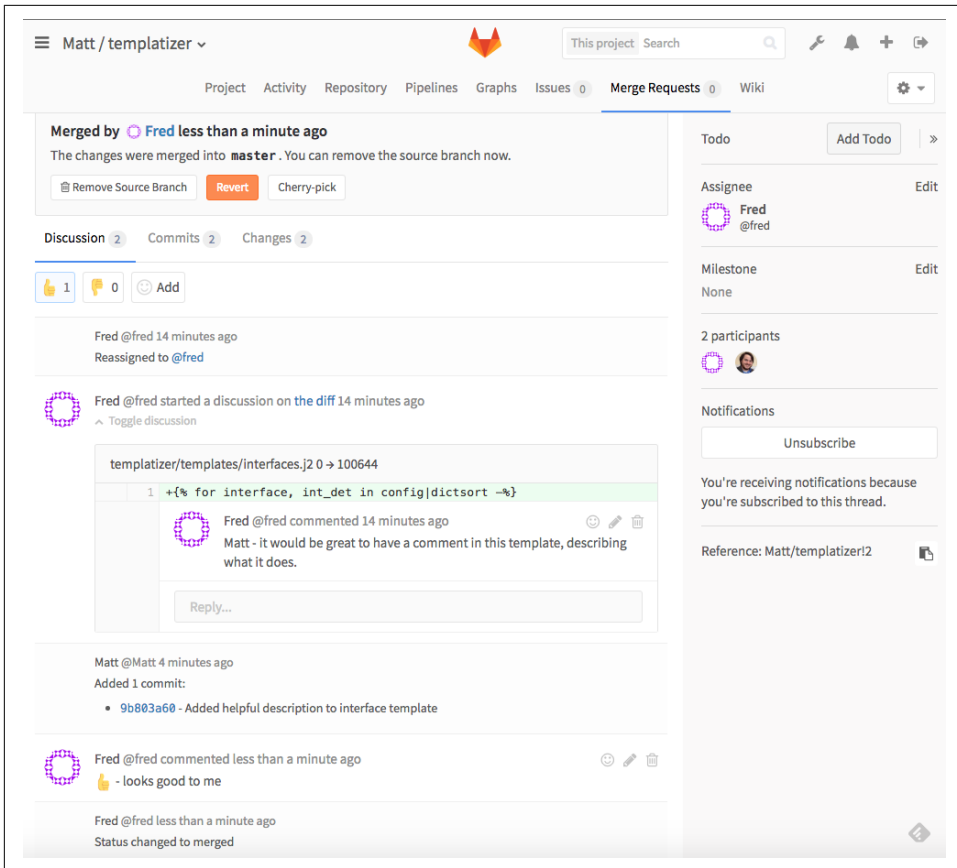 Matt / templatizer
This project Search
Project Activity Repository Pipelines Graphs Issues 0 Merge Requests 0 Wiki
Merged by Fred less than a minute ago
The changes were merged into master. You can remove the source branch now.
Remove Source Branch Revert Cherry-pick
Discussion 2 Commits 2 Changes 2
👍 1 👎 0 Add
Fred @fred 14 minutes ago
Reassigned to @fred
Fred @fred started a discussion on the diff 14 minutes ago
Toggle discussion
templatizer/templates/interfaces.j2 0 → 100644
1 +{% for interface, int_det in config|dictsort -%}
Fred @fred commented 14 minutes ago
Matt - it would be great to have a comment in this template, describing
what it does.
Reply...
Matt @Matt 4 minutes ago
Added 1 commit:
• 9b803a60 - Added helpful description to interface template
Fred @fred commented less than a minute ago
👍 - looks good to me
Fred @fred less than a minute ago
Status changed to merged
Todo Add Todo »
Assignee Edit
Fred
@fred
Milestone Edit
None
2 participants
Notifications
Unsubscribe
You're receiving notifications because
you're subscribed to this thread.
Reference: Matt/templatizer!2